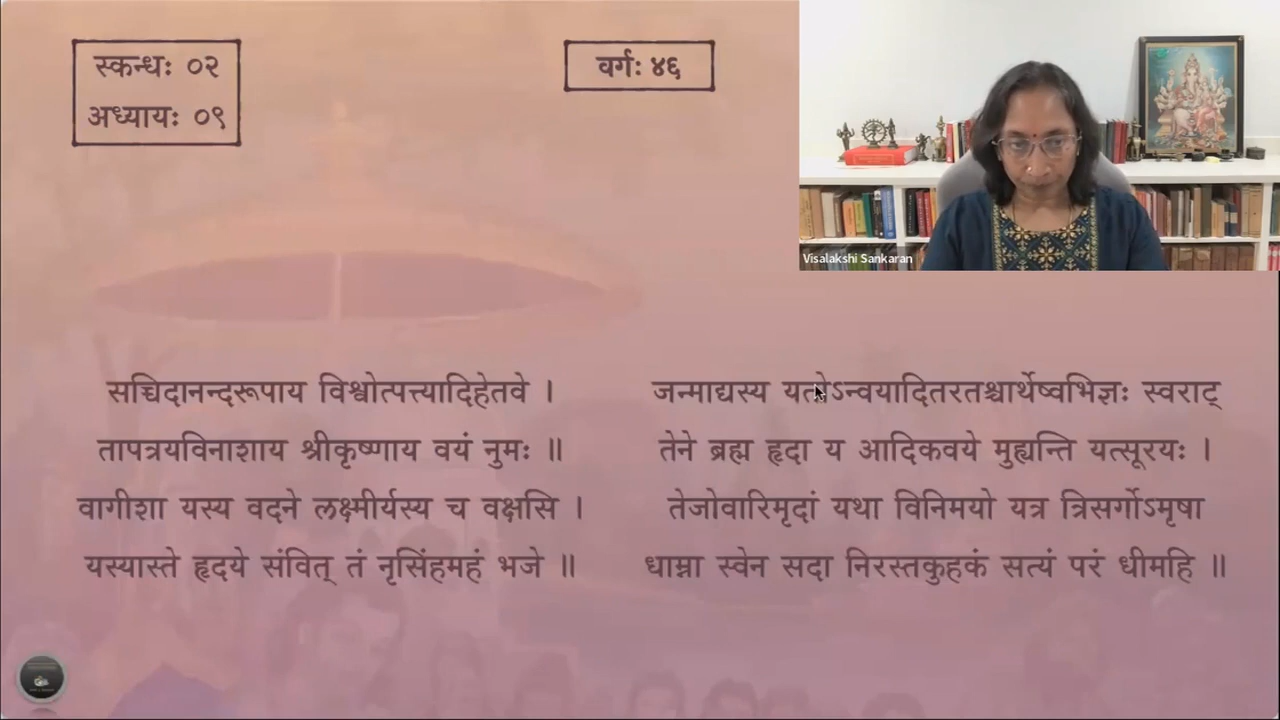 स्कन्धः ०२
अध्यायः ०९
वर्गः ४६
Visalakshi Sankaran
सच्चिदानन्दरूपाय विश्वोत्पत्त्यादिहेतवे ।
तापत्रयविनाशाय श्रीकृष्णाय वयं नुमः ॥
वागीशा यस्य वदने लक्ष्मीर्यस्य च वक्षसि ।
यस्यास्ते हृदये संवित् तं नृसिंहमहं भजे ॥
जन्माद्यस्य यतोऽन्वयादितरतश्चार्थेष्वभिज्ञः स्वराट्
तेने ब्रह्म हृदा य आदिकवये मुह्यन्ति यत्सूरयः ।
तेजोवारिमृदां यथा विनिमयो यत्र त्रिसर्गोऽमृषा
धाम्ना स्वेन सदा निरस्तकुहकं सत्यं परं धीमहि ॥